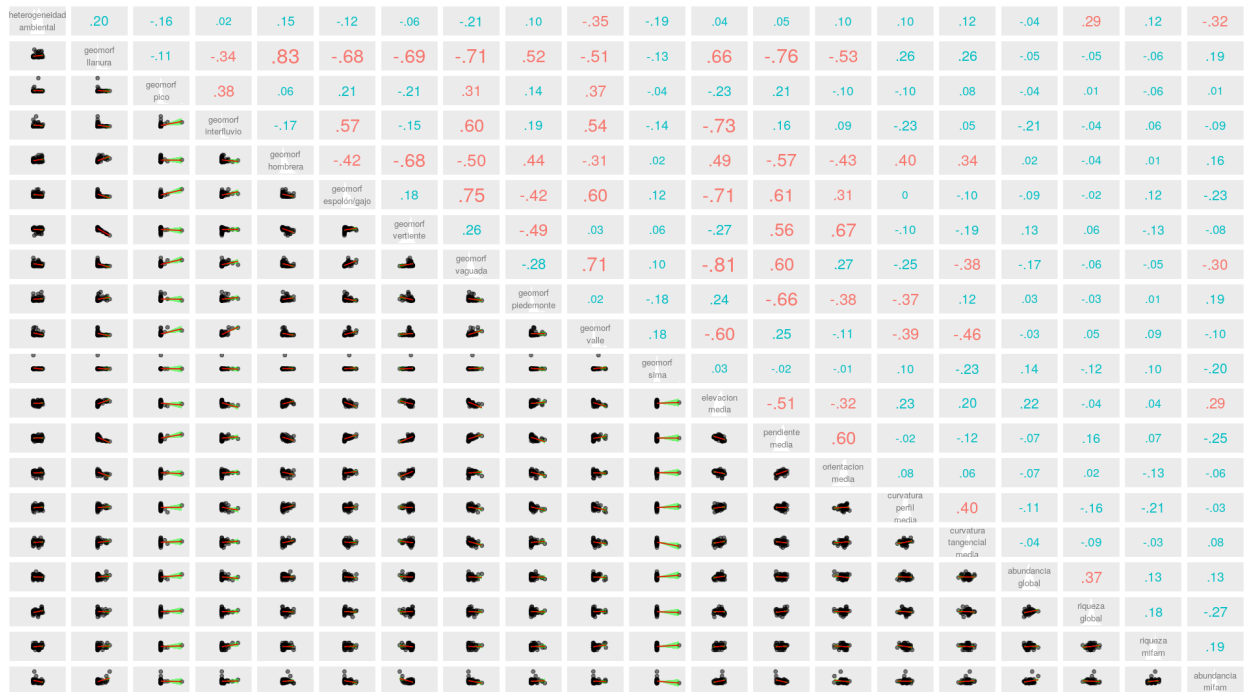 heterogeneidad ambiental .20 -.16 .02 .15 -.12 -.06 -.21 .10 -.35 -.19 .04 .05 .10 .10 .12 -.04 .29 .12 -.32
geomorf llanura -.11 -.34 .83 -.68 -.69 -.71 .52 -.51 -.13 .66 -.76 -.53 .26 .26 -.05 -.05 -.06 .19
geomorf pico .38 .06 .21 -.21 .31 .14 .37 -.04 -.23 .21 -.10 -.10 .08 -.04 .01 -.06 .01
geomorf interfluvio -.17 .57 -.15 .60 .19 .54 -.14 -.73 .16 .09 -.23 .05 -.21 -.04 .06 -.09
geomorf hombrera -.42 -.68 -.50 .44 -.31 .02 .49 -.57 -.43 .40 .34 .02 -.04 .01 .16
geomorf espolón/gajo .18 .75 -.42 .60 .12 -.71 .61 .31 0 -.10 -.09 -.02 .12 -.23
geomorf vertiente .26 -.49 .03 .06 -.27 .56 .67 -.10 -.19 .13 .06 -.13 -.08
geomorf vaguada -.28 .71 .10 -.81 .60 .27 -.25 -.38 -.17 -.06 -.05 -.30
geomorf piedemonte .02 -.18 .24 -.66 -.38 -.37 .12 .03 -.03 .01 .19
geomorf valle .18 -.60 .25 -.11 -.39 -.46 -.03 .05 .09 -.10
geomorf sima .03 -.02 -.01 .10 -.23 .14 -.12 .10 -.20
elevacion media -.51 -.32 .23 .20 .22 -.04 .04 .29
pendiente media .60 -.02 -.12 -.07 .16 .07 -.25
orientacion media .08 .06 -.07 .02 -.13 -.06
curvatura perfil media .40 -.11 -.16 -.21 -.03
curvatura tangencial media -.04 -.09 -.03 .08
abundancia global .37 .13 .13
riqueza global .18 -.27
riqueza mifam .19
abundancia mifam